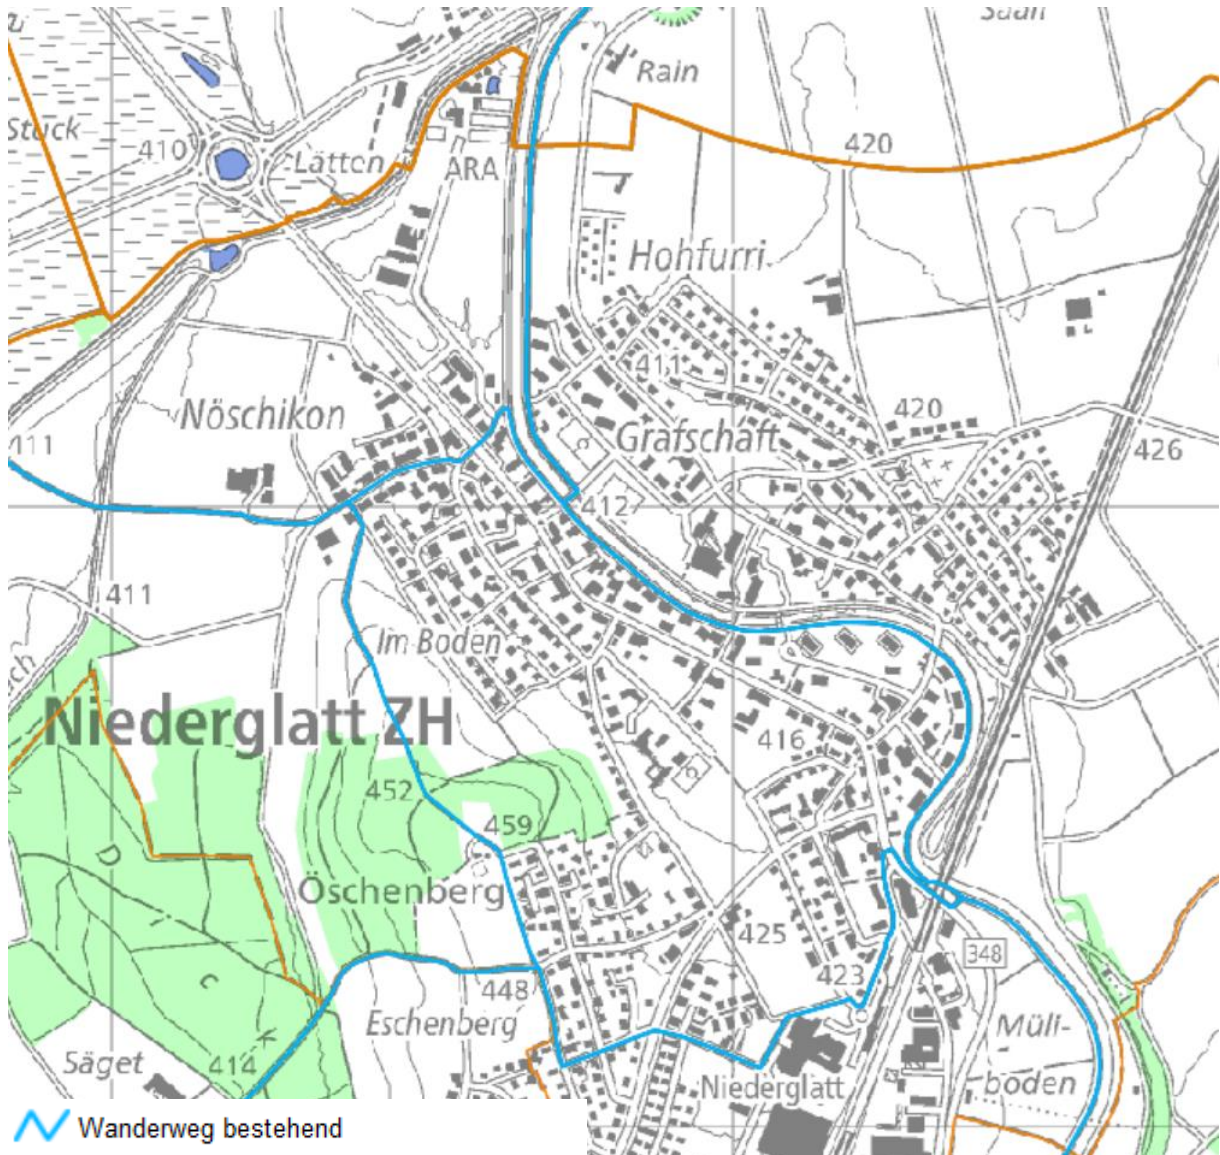 Saali
Rain
Stuck
410
Lätten
ARA
420
Hohfurri
411
Nöschikon
420
Grafschaft
411
426
412
411
Im Boden
Niederglatt ZH
416
452
459
Öschenberg
425
348
423
448
Eschenberg
Müli-
boden
Säget
414
Niederglatt
D
i
c
k
Wanderweg bestehend